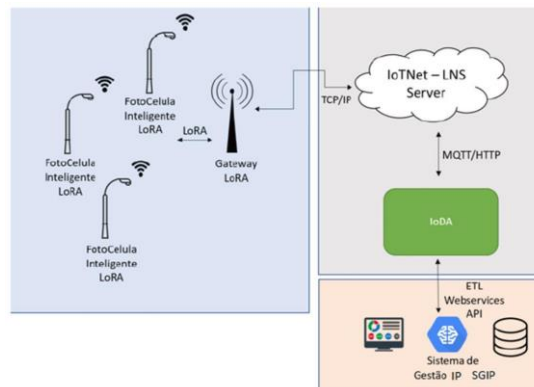 FotoCelula
Inteligente
LoRA
FotoCelula
Inteligente
LoRA
FotoCelula
Inteligente
LoRA
LoRA
Gateway
LoRA
TCP/IP
IoTNet – LNS
Server
MQTT/HTTP
IoDA
ETL
Webservices
API
Sistema de
Gestão IP SGIP